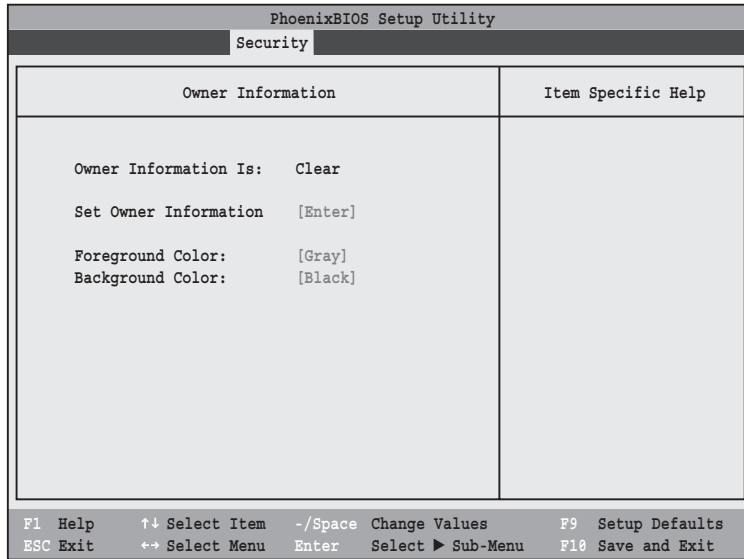 PhoenixBIOS Setup Utility
Security
Owner Information
Item Specific Help
Owner Information Is: Clear
Set Owner Information [Enter]
Foreground Color: [Gray]
Background Color: [Black]
F1 Help ↑↓ Select Item -/Space Change Values F9 Setup Defaults
ESC Exit ←→ Select Menu Enter Select ▶ Sub-Menu F10 Save and Exit